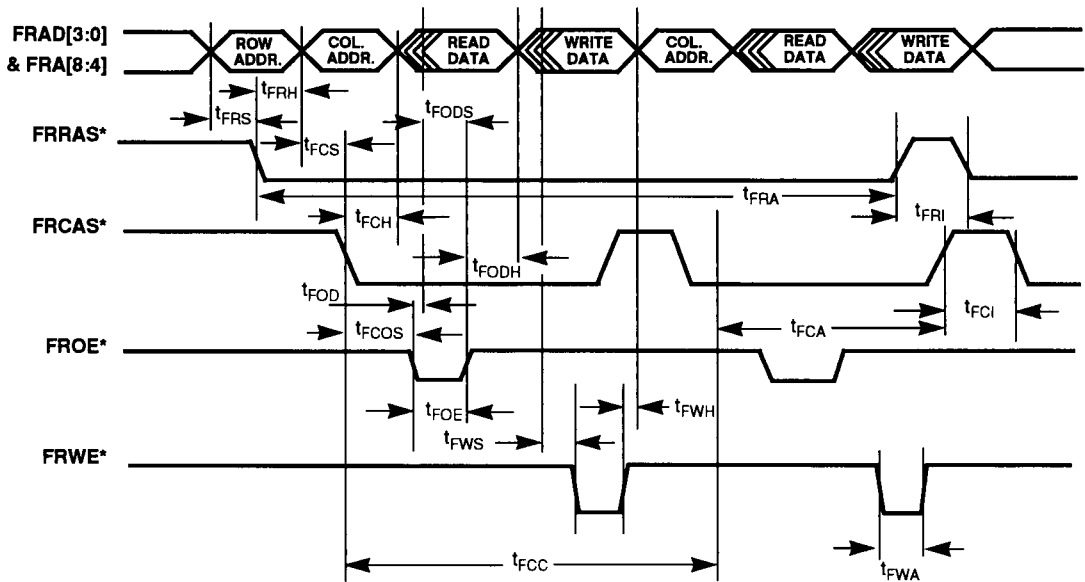 FRAD[3:0]
& FRA[8:4]
ROW
ADDR.
COL.
ADDR.
READ
DATA
WRITE
DATA
COL.
ADDR.
READ
DATA
WRITE
DATA
tFRH
tFRS
tFODS
FRRAS*
tFCS
tFRA
FRCAS*
tFCH
tFRI
tFODH
tFOD
tFCI
tFCOS
tFCA
FROE*
tFOE
tFWH
tFWS
FRWE*
tFCC
tFWA